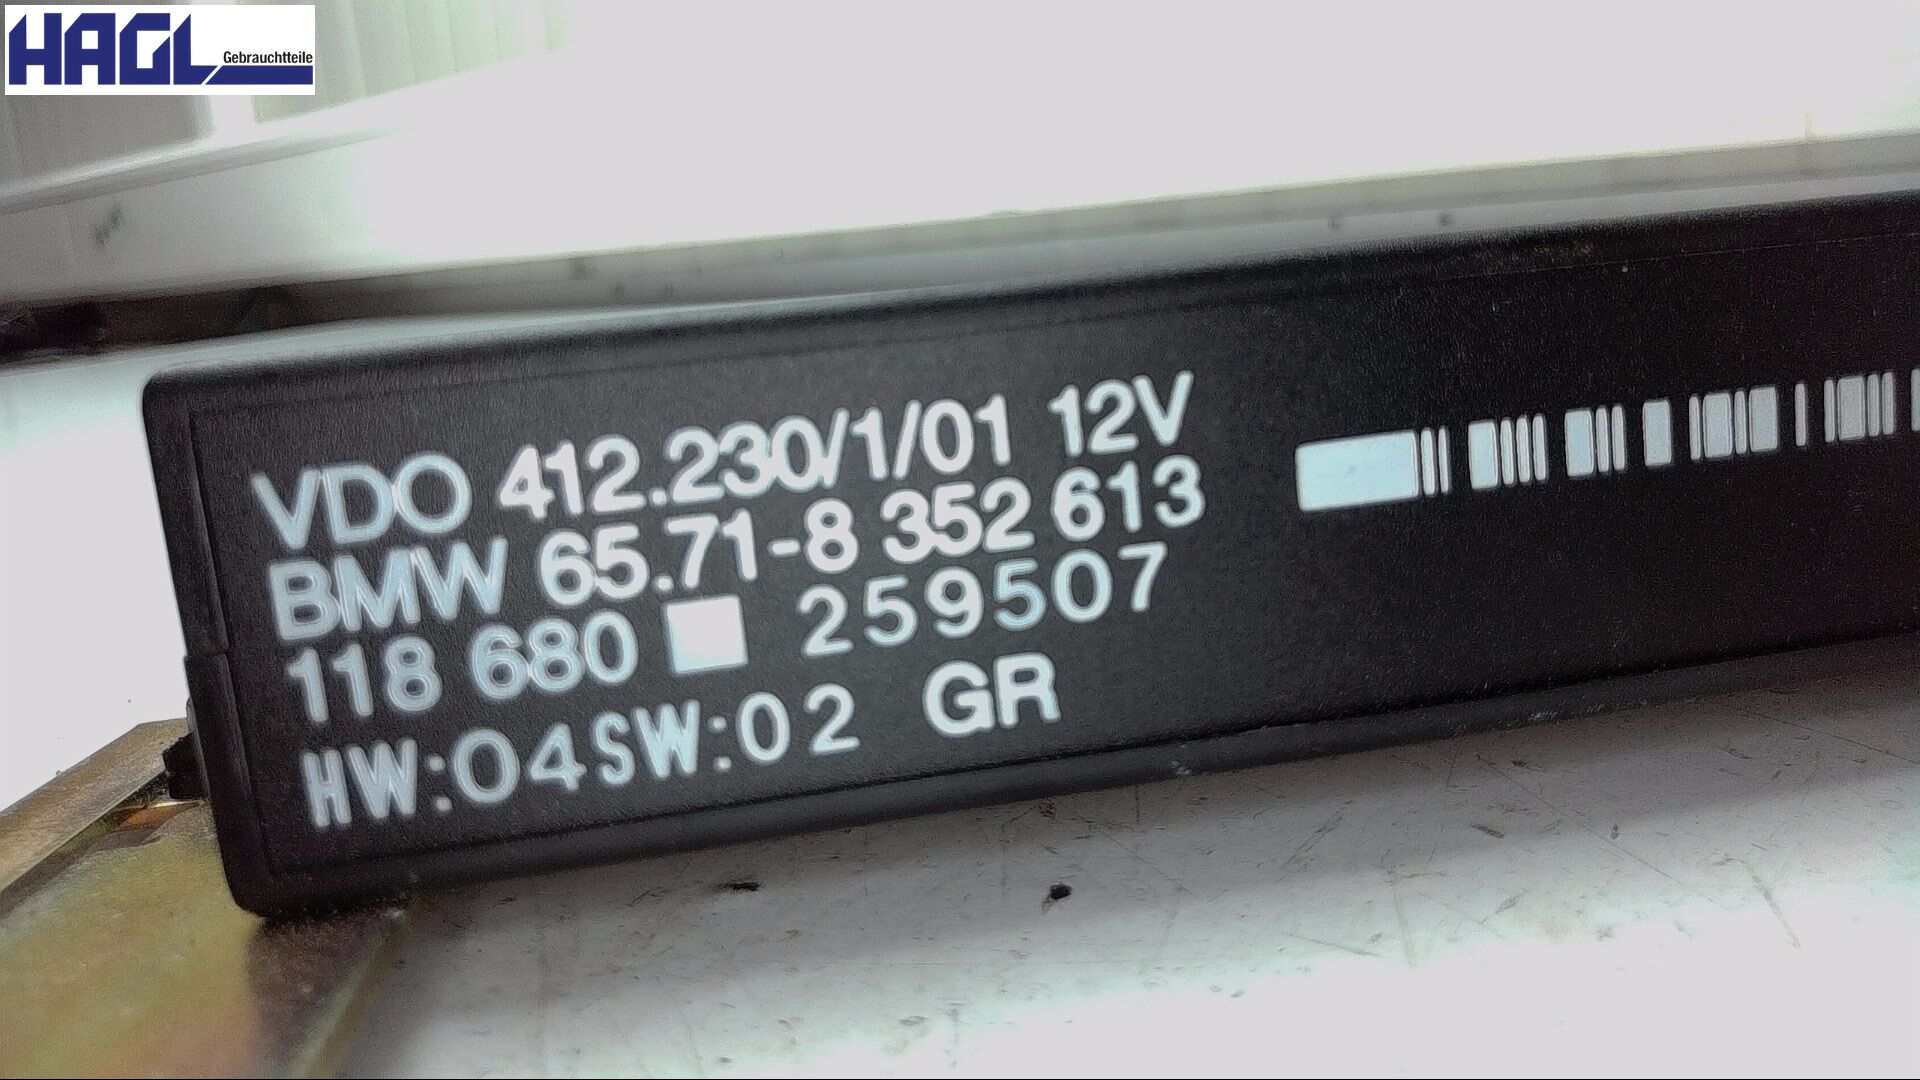 HAGL
Gebrauchtteile
VDO 412.230/1/01 12V
BMW 65.71-8 352 613
118 680 259507
HW:04SW:02 GR